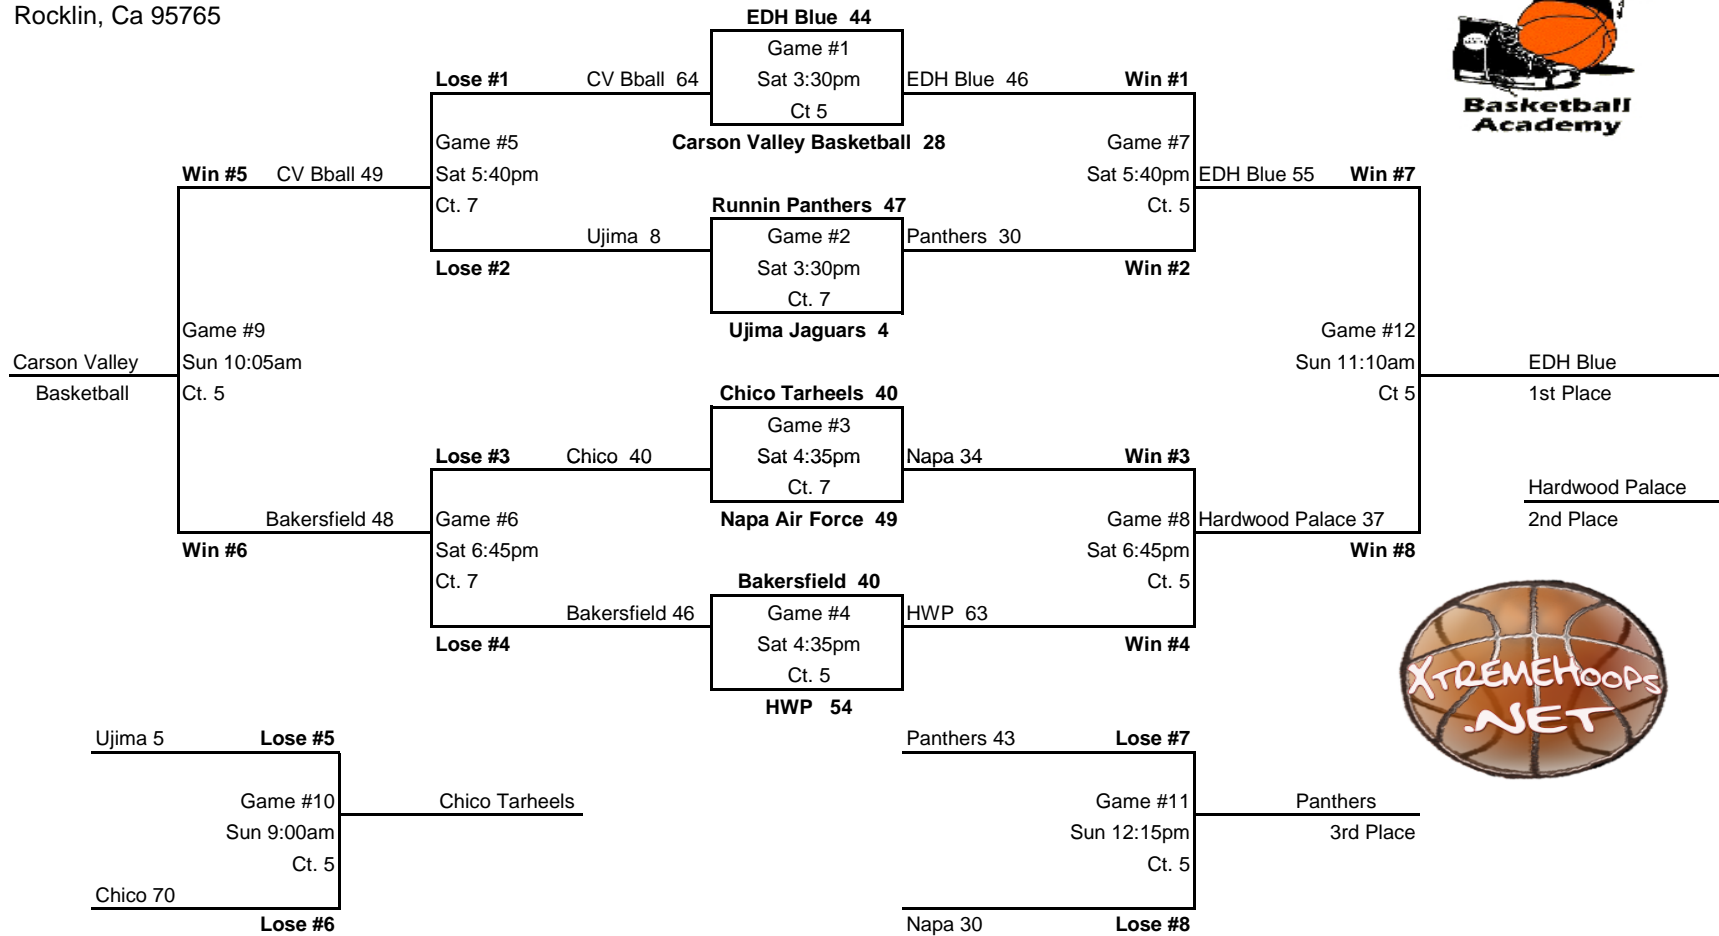 Rocklin, Ca 95765
EDH Blue 44
Game #1
Lose #1 CV Bball 64 Sat 3:30pm EDH Blue 46 Win #1
Ct 5
Basketball
Academy
Game #5 Carson Valley Basketball 28 Game #7
Win #5 CV Bball 49 Sat 5:40pm Sat 5:40pm EDH Blue 55 Win #7
Ct. 7 Runnin Panthers 47 Ct. 5
Ujima 8 Game #2 Panthers 30
Lose #2 Sat 3:30pm Win #2
Ct. 7
Game #9 Ujima Jaguars 4 Game #12
Carson Valley Sun 10:05am Sun 11:10am EDH Blue
Basketball Ct. 5 Chico Tarheels 40 Ct 5 1st Place
Game #3
Lose #3 Chico 40 Sat 4:35pm Napa 34 Win #3
Ct. 7 Hardwood Palace
Bakersfield 48 Game #6 Napa Air Force 49 Game #8 Hardwood Palace 37 2nd Place
Win #6 Sat 6:45pm Sat 6:45pm Win #8
Ct. 7 Bakersfield 40 Ct. 5
Bakersfield 46 Game #4 HWP 63
Lose #4 Sat 4:35pm Win #4
Ct. 5
HWP 54
XTREMEHOOPS
.NET
Ujima 5 Lose #5 Panthers 43 Lose #7
Game #10 Chico Tarheels Game #11 Panthers
Sun 9:00am Sun 12:15pm 3rd Place
Ct. 5 Ct. 5
Chico 70
Lose #6 Napa 30 Lose #8